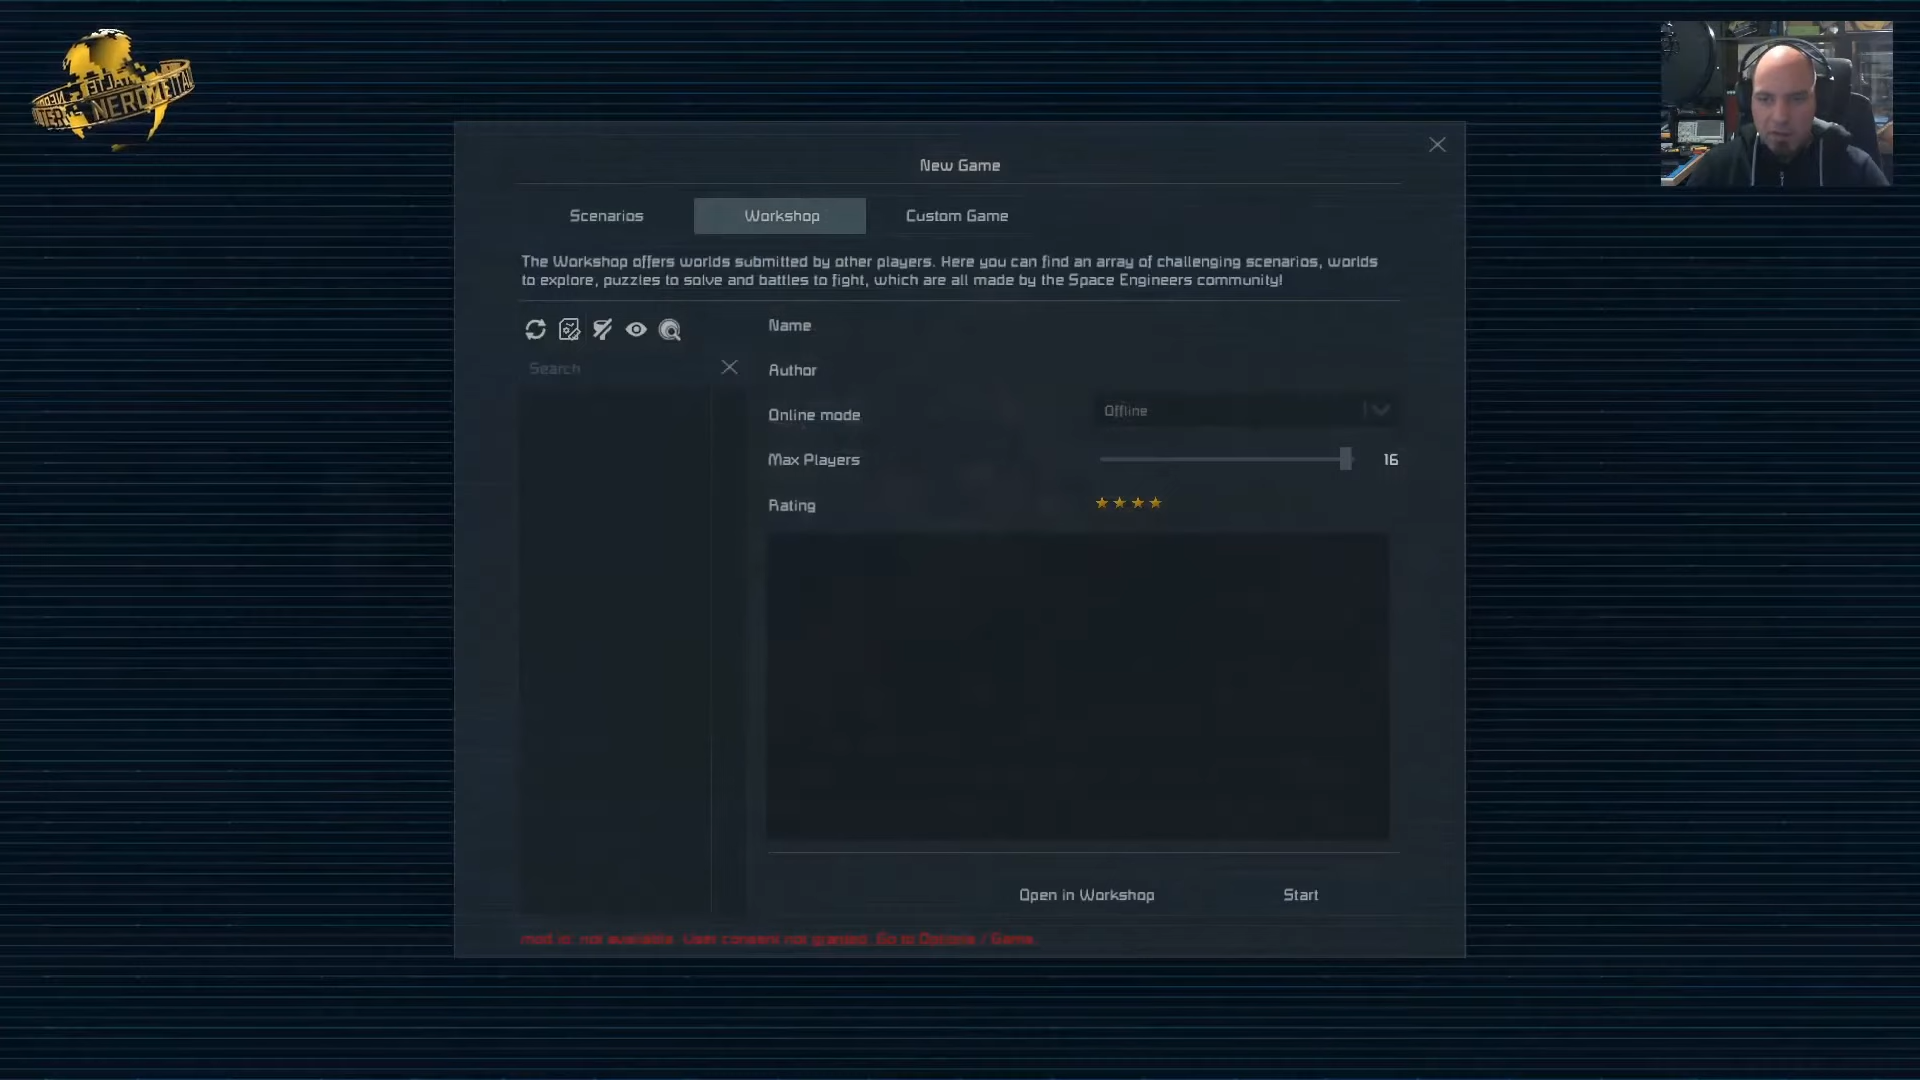 New Game
Scenarios
Workshop
Custom Game
The Workshop offers worlds submitted by other players. Here you can find an array of challenging scenarios, worlds
to explore, puzzles to solve and battles to fight, which are all made by the Space Engineers community!
Name
Search
Author
Online mode
Offline
Max Players
16
Rating
Open in Workshop
Start
mod.io: not available. User consent not granted. Go to Options / Game.